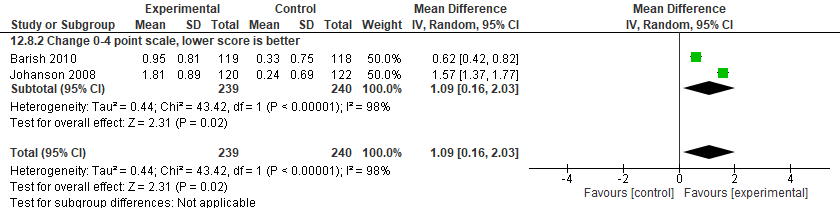 Experimental Control Mean Difference Mean Difference
Study or Subgroup Mean SD Total Mean SD Total Weight IV, Random, 95% CI IV, Random, 95% CI
12.8.2 Change 0-4 point scale, lower score is better
Barish 2010 0.95 0.81 119 0.33 0.75 118 50.0% 0.62 [0.42, 0.82]
Johanson 2008 1.81 0.89 120 0.24 0.69 122 50.0% 1.57 [1.37, 1.77]
Subtotal (95% CI) 239 240 100.0% 1.09 [0.16, 2.03]
Heterogeneity: Tau² = 0.44; Chi² = 43.42, df = 1 (P < 0.00001); I² = 98%
Test for overall effect: Z = 2.31 (P = 0.02)
Total (95% CI) 239 240 100.0% 1.09 [0.16, 2.03]
Heterogeneity: Tau² = 0.44; Chi² = 43.42, df = 1 (P < 0.00001); I² = 98%
Test for overall effect: Z = 2.31 (P = 0.02)
Test for subgroup differences: Not applicable
-4 -2 0 2 4
Favours [control] Favours [experimental]